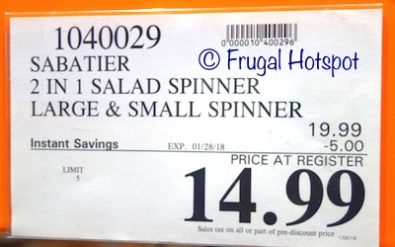 1040029
0000010400296
SABATIER
© Frugal Hotspot
2 IN 1 SALAD SPINNER
LARGE & SMALL SPINNER
19.99
Instant Savings EXP. 01/28/18 -5.00
PRICE AT REGISTER
LIMIT
5
14.99
Sales tax on all or part of pre-discount price